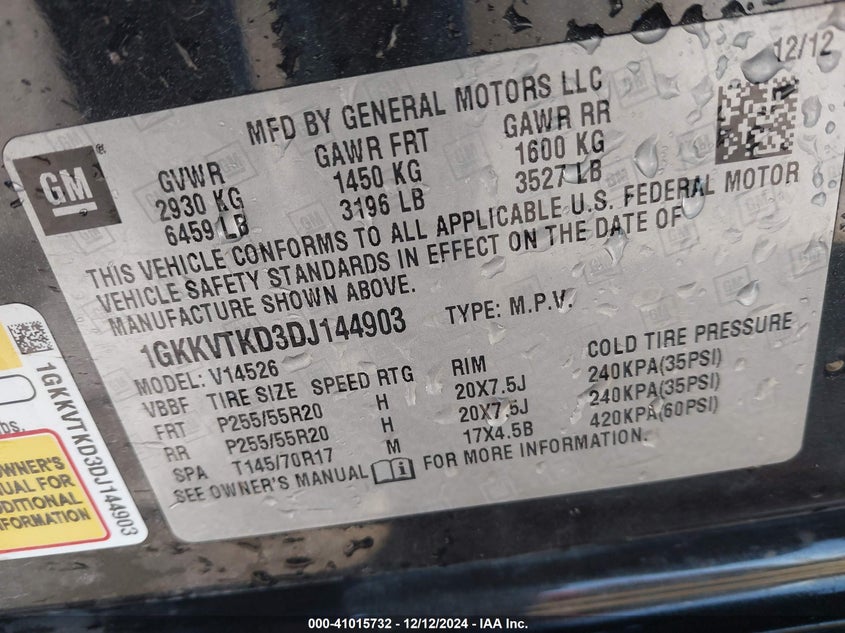 12/12
MFD BY GENERAL MOTORS LLC
GM
GVWR GAWR FRT GAWR RR
2930 KG 1450 KG 1600 KG
6459 LB 3196 LB 3527 LB
THIS VEHICLE CONFORMS TO ALL APPLICABLE U.S. FEDERAL MOTOR
VEHICLE SAFETY STANDARDS IN EFFECT ON THE DATE OF
MANUFACTURE SHOWN ABOVE.
1GKKVTKD3DJ144903 TYPE: M.P.V.
MODEL: V14526
VBBF TIRE SIZE SPEED RTG RIM COLD TIRE PRESSURE
FRT P255/55R20 H 20X7.5J 240KPA(35PSI)
RR P255/55R20 H 20X7.5J 240KPA(35PSI)
SPA T145/70R17 M 17X4.5B 420KPA(60PSI)
SEE OWNER'S MANUAL FOR MORE INFORMATION.
1GKKVTKD3DJ144903
bs.
OWNER'S
FOR
INFORMATION
000-41015732 - 12/12/2024 - IAA Inc.